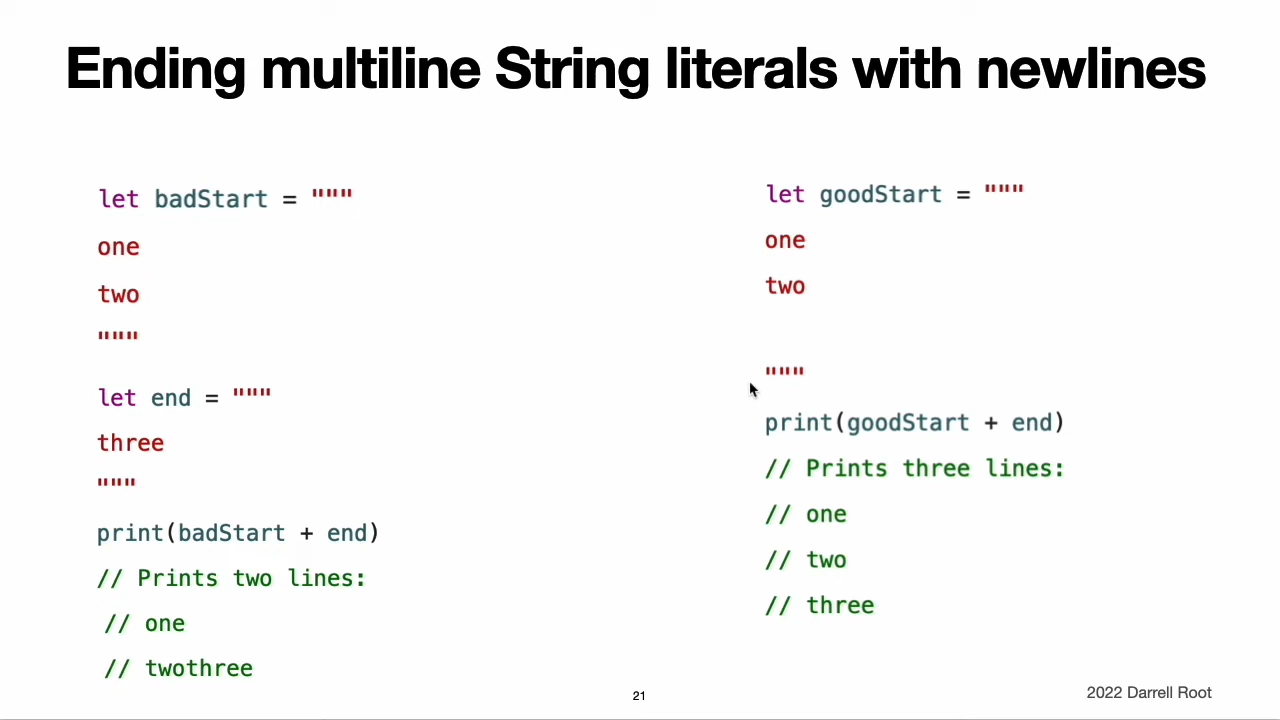 Ending multiline String literals with newlines
let badStart = """
one
two
"""
let end = """
three
"""
print(badStart + end)
// Prints two lines:
// one
// twothree
let goodStart = """
one
two
"""
print(goodStart + end)
// Prints three lines:
// one
// two
// three
21
2022 Darrell Root